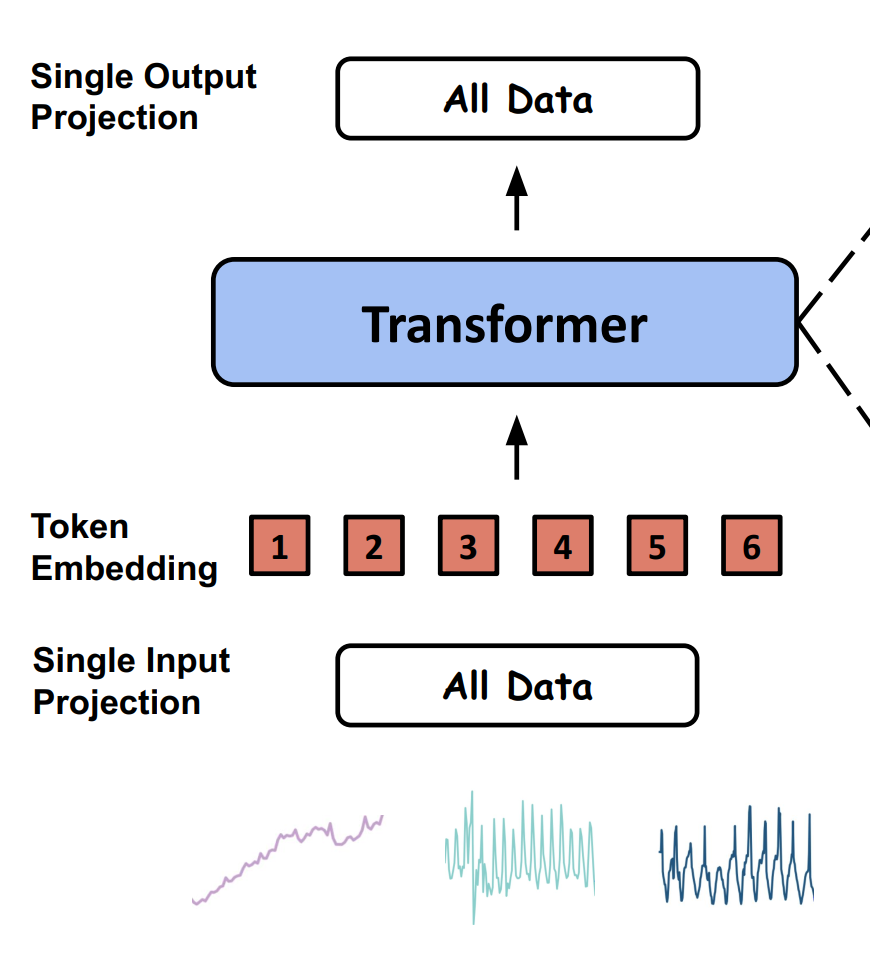 Single Output
Projection
All Data
Transformer
Token
Embedding
1 2 3 4 5 6
Single Input
Projection
All Data